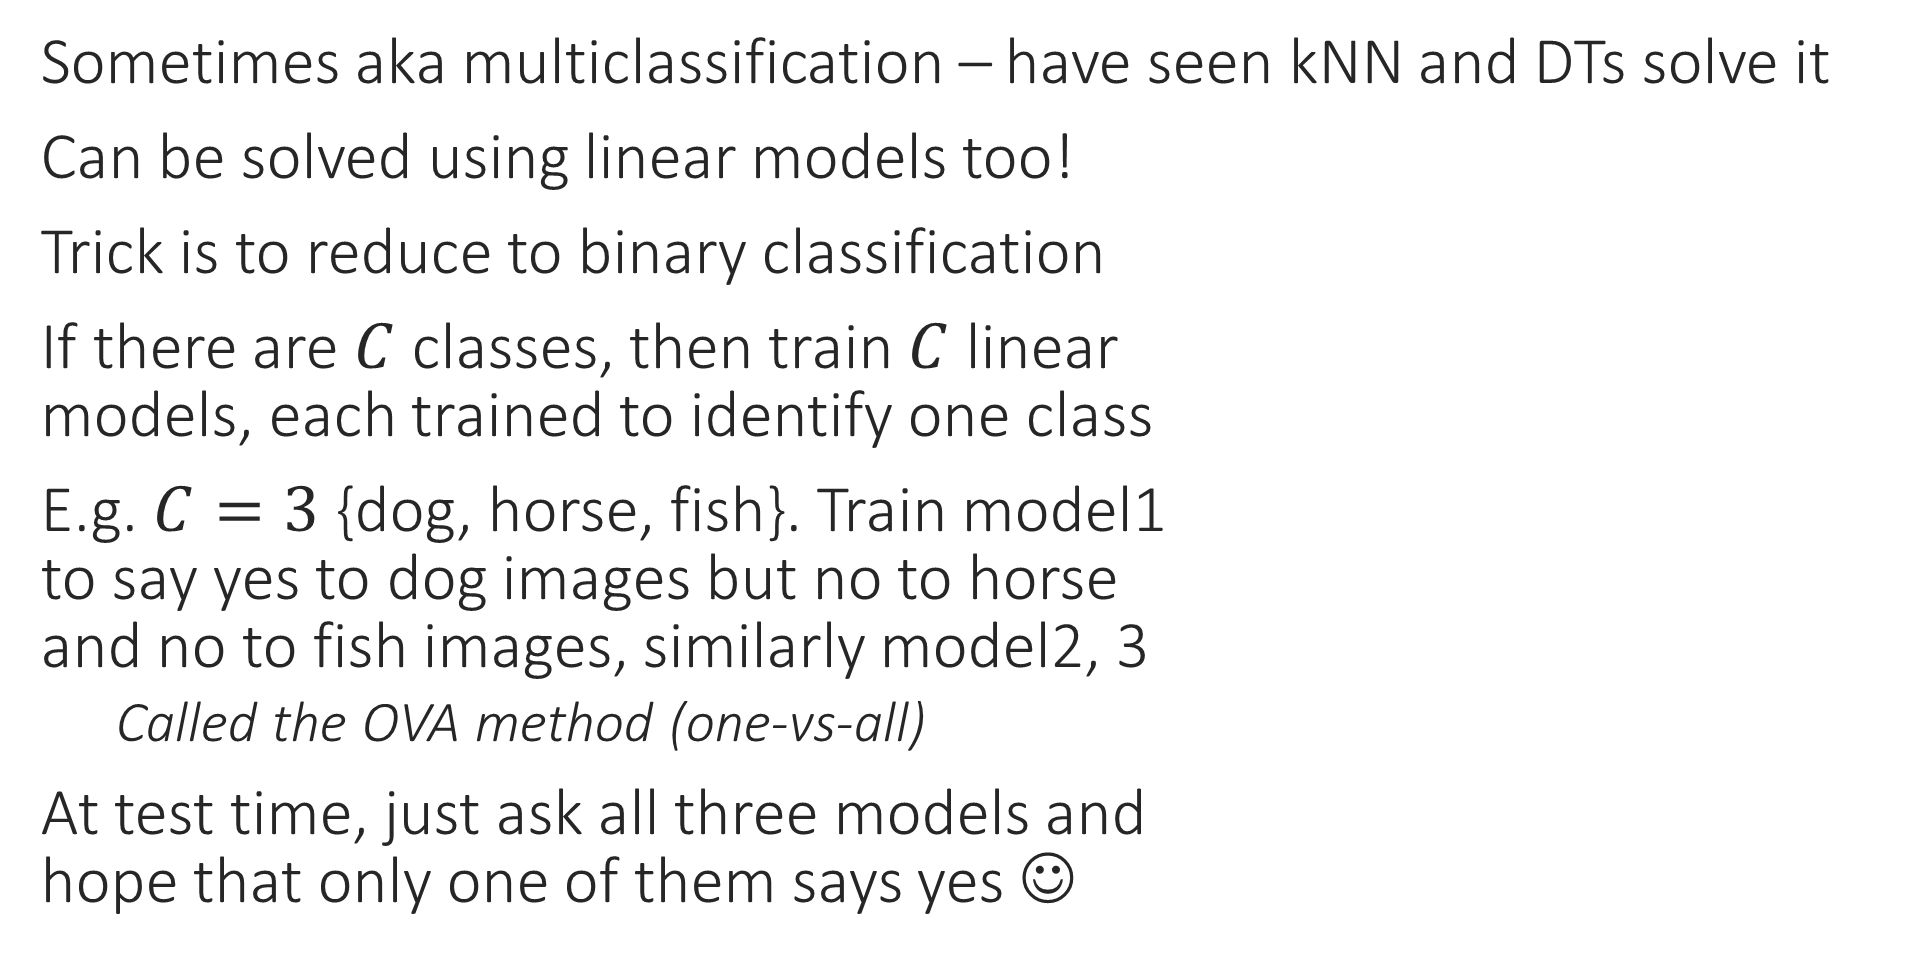 Sometimes aka multiclassification – have seen kNN and DTs solve it
Can be solved using linear models too!
Trick is to reduce to binary classification
If there are C classes, then train C linear
models, each trained to identify one class
E.g. C = 3 {dog, horse, fish}. Train model1
to say yes to dog images but no to horse
and no to fish images, similarly model2, 3
Called the OVA method (one-vs-all)
At test time, just ask all three models and
hope that only one of them says yes ☺